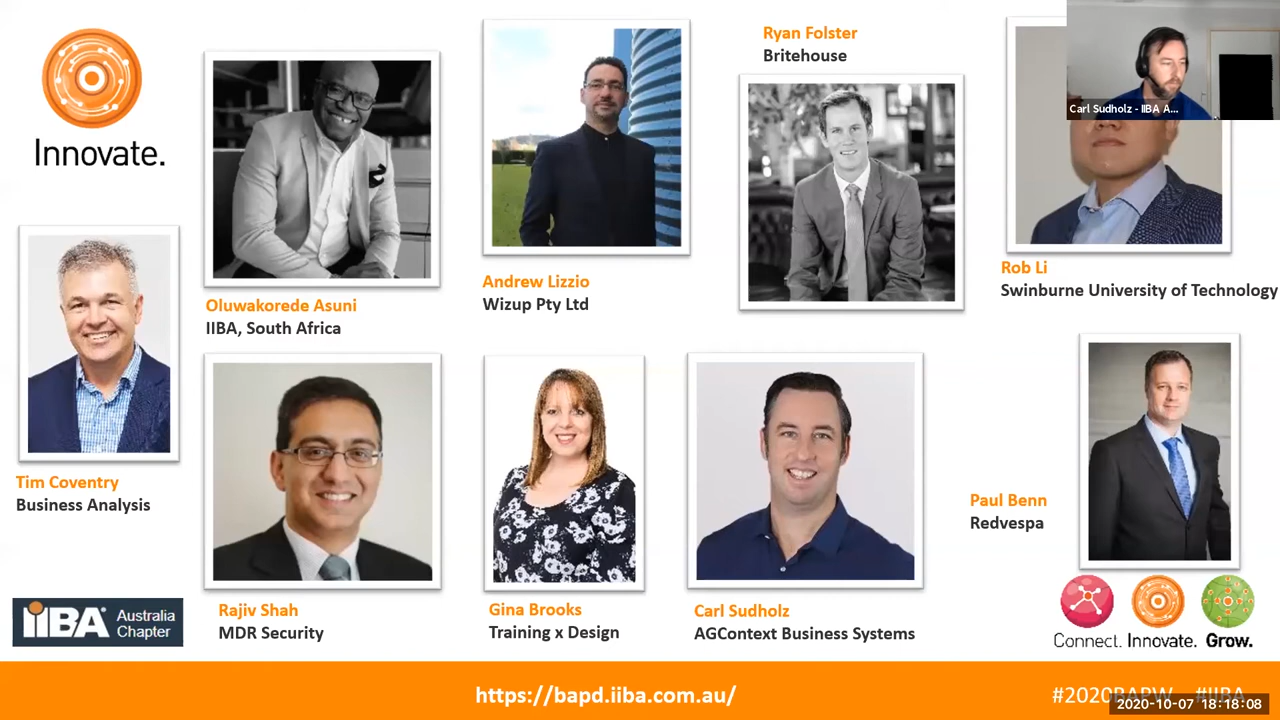 Innovate.
Ryan Folster
Britehouse
Carl Sudholz - IIBA A...
Oluwakorede Asuni
IIBA, South Africa
Andrew Lizzio
Wizup Pty Ltd
Rob Li
Swinburne University of Technology
Tim Coventry
Business Analysis
Paul Benn
Redvespa
Rajiv Shah
MDR Security
Gina Brooks
Training x Design
Carl Sudholz
AGContext Business Systems
IIBA Australia
Chapter
Connect. Innovate. Grow.
https://bapd.iiba.com.au/
#2020BAPW #IIBA
2020-10-07 18:18:08